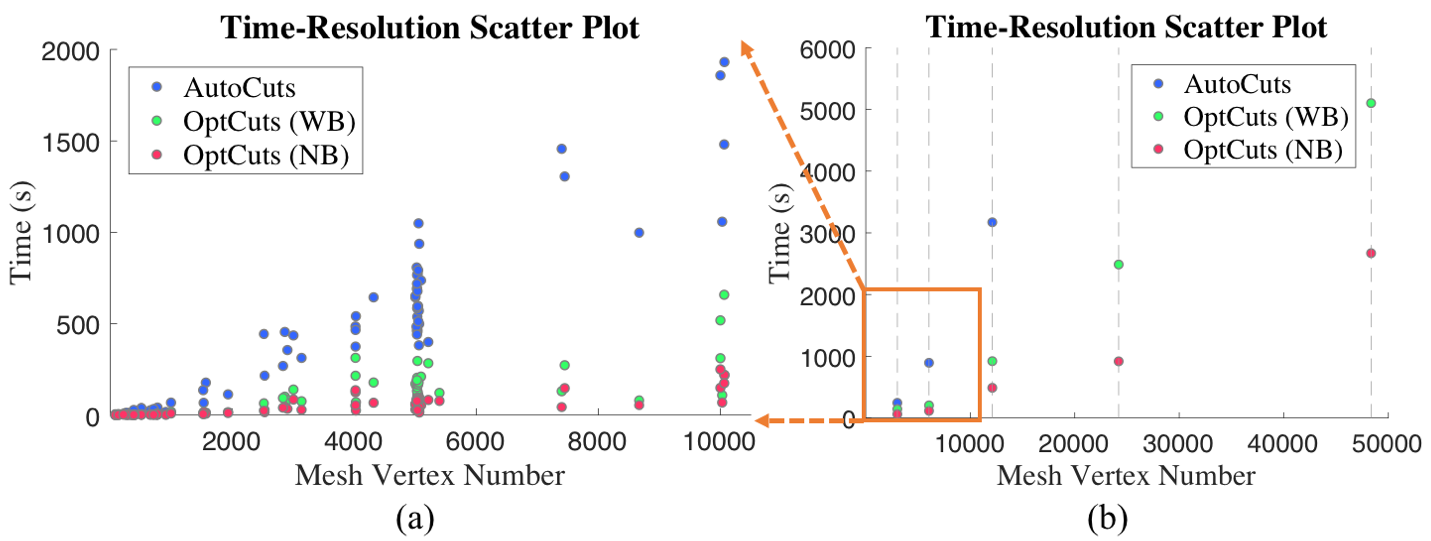 Time-Resolution Scatter Plot
2000
1500
1000
500
0
Time (s)
AutoCuts
OptCuts (WB)
OptCuts (NB)
2000 4000 6000 8000 10000
Mesh Vertex Number
(a)
Time-Resolution Scatter Plot
6000
5000
4000
3000
2000
1000
0
Time (s)
AutoCuts
OptCuts (WB)
OptCuts (NB)
10000 20000 30000 40000 50000
Mesh Vertex Number
(b)